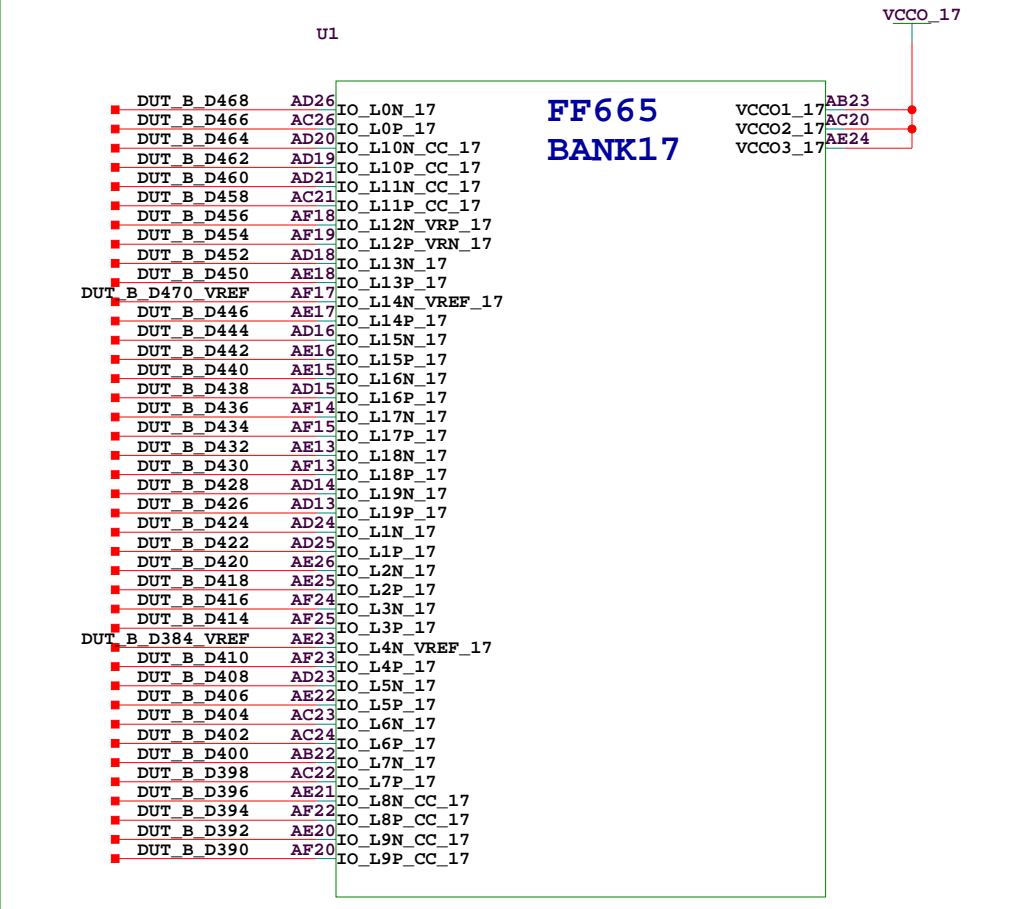 VCCO_17
U1
FF665
BANK17
DUT_B_D468 AD26 IO_L0N_17
DUT_B_D466 AC26 IO_L0P_17
DUT_B_D464 AD20 IO_L10N_CC_17
DUT_B_D462 AD19 IO_L10P_CC_17
DUT_B_D460 AD21 IO_L11N_CC_17
DUT_B_D458 AC21 IO_L11P_CC_17
DUT_B_D456 AF18 IO_L12N_VRP_17
DUT_B_D454 AF19 IO_L12P_VRN_17
DUT_B_D452 AD18 IO_L13N_17
DUT_B_D450 AE18 IO_L13P_17
DUT_B_D470_VREF AF17 IO_L14N_VREF_17
DUT_B_D446 AE17 IO_L14P_17
DUT_B_D444 AD16 IO_L15N_17
DUT_B_D442 AE16 IO_L15P_17
DUT_B_D440 AE15 IO_L16N_17
DUT_B_D438 AD15 IO_L16P_17
DUT_B_D436 AF14 IO_L17N_17
DUT_B_D434 AF15 IO_L17P_17
DUT_B_D432 AE13 IO_L18N_17
DUT_B_D430 AF13 IO_L18P_17
DUT_B_D428 AD14 IO_L19N_17
DUT_B_D426 AD13 IO_L19P_17
DUT_B_D424 AD24 IO_L1N_17
DUT_B_D422 AD25 IO_L1P_17
DUT_B_D420 AE26 IO_L2N_17
DUT_B_D418 AE25 IO_L2P_17
DUT_B_D416 AF24 IO_L3N_17
DUT_B_D414 AF25 IO_L3P_17
DUT_B_D384_VREF AE23 IO_L4N_VREF_17
DUT_B_D410 AF23 IO_L4P_17
DUT_B_D408 AD23 IO_L5N_17
DUT_B_D406 AE22 IO_L5P_17
DUT_B_D404 AC23 IO_L6N_17
DUT_B_D402 AC24 IO_L6P_17
DUT_B_D400 AB22 IO_L7N_17
DUT_B_D398 AC22 IO_L7P_17
DUT_B_D396 AE21 IO_L8N_CC_17
DUT_B_D394 AF22 IO_L8P_CC_17
DUT_B_D392 AE20 IO_L9N_CC_17
DUT_B_D390 AF20 IO_L9P_CC_17
VCCO1_17 AB23
VCCO2_17 AC20
VCCO3_17 AE24